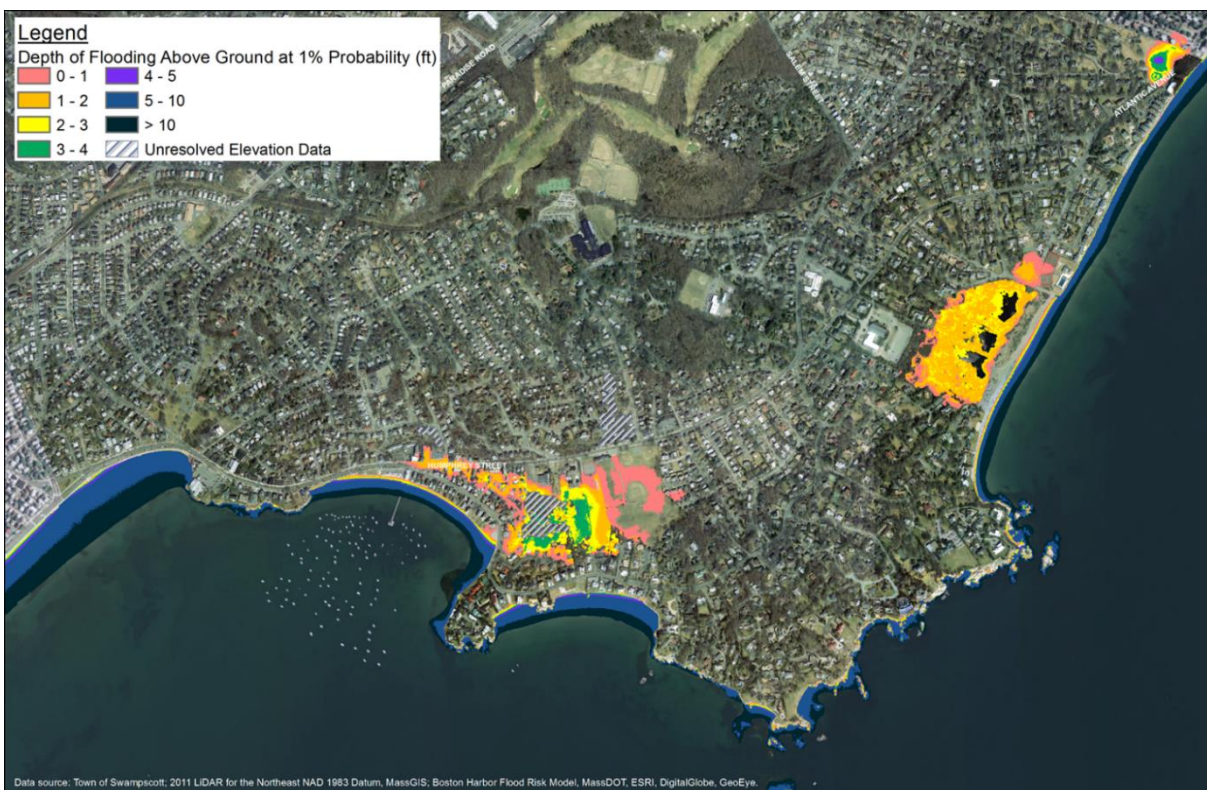 Legend
Depth of Flooding Above Ground at 1% Probability (ft)
0 - 1
4 - 5
1 - 2
5 - 10
2 - 3
> 10
3 - 4
Unresolved Elevation Data
ATLANTIC
HUMPHREY STREET
Data source: Town of Swampscott; 2011 LiDAR for the Northeast NAD 1983 Datum, MassGIS; Boston Harbor Flood Risk Model, MassDOT, ESRI, DigitalGlobe, GeoEye.